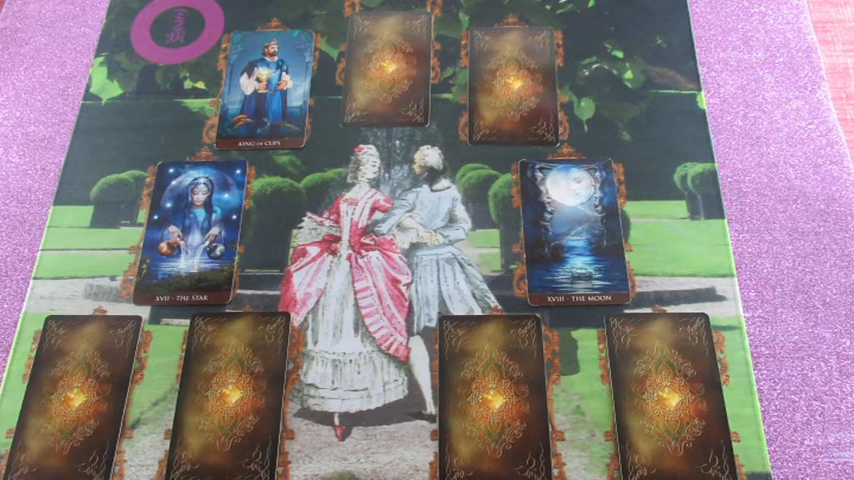 KING OF CUPS
XVII · THE STAR
XVIII · THE MOON